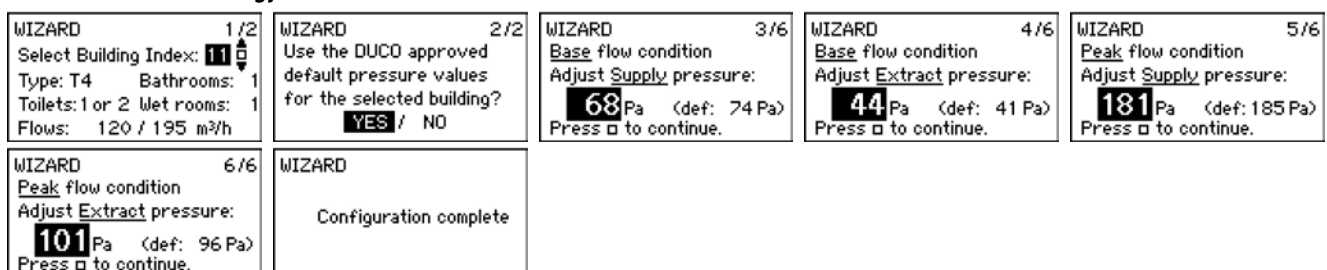 WIZARD 1/2
Select Building Index: 11
Type: T4 Bathrooms: 1
Toilets: 1 or 2 Wet rooms: 1
Flows: 120 / 195 m³/h
WIZARD 2/2
Use the DUCO approved
default pressure values
for the selected building?
YES / NO
WIZARD 3/6
Base flow condition
Adjust Supply pressure:
68 Pa (def: 74 Pa)
Press □ to continue.
WIZARD 4/6
Base flow condition
Adjust Extract pressure:
44 Pa (def: 41 Pa)
Press □ to continue.
WIZARD 5/6
Peak flow condition
Adjust Supply pressure:
181 Pa (def: 185 Pa)
Press □ to continue.
WIZARD 6/6
Peak flow condition
Adjust Extract pressure:
101 Pa (def: 96 Pa)
Press □ to continue.
WIZARD
Configuration complete